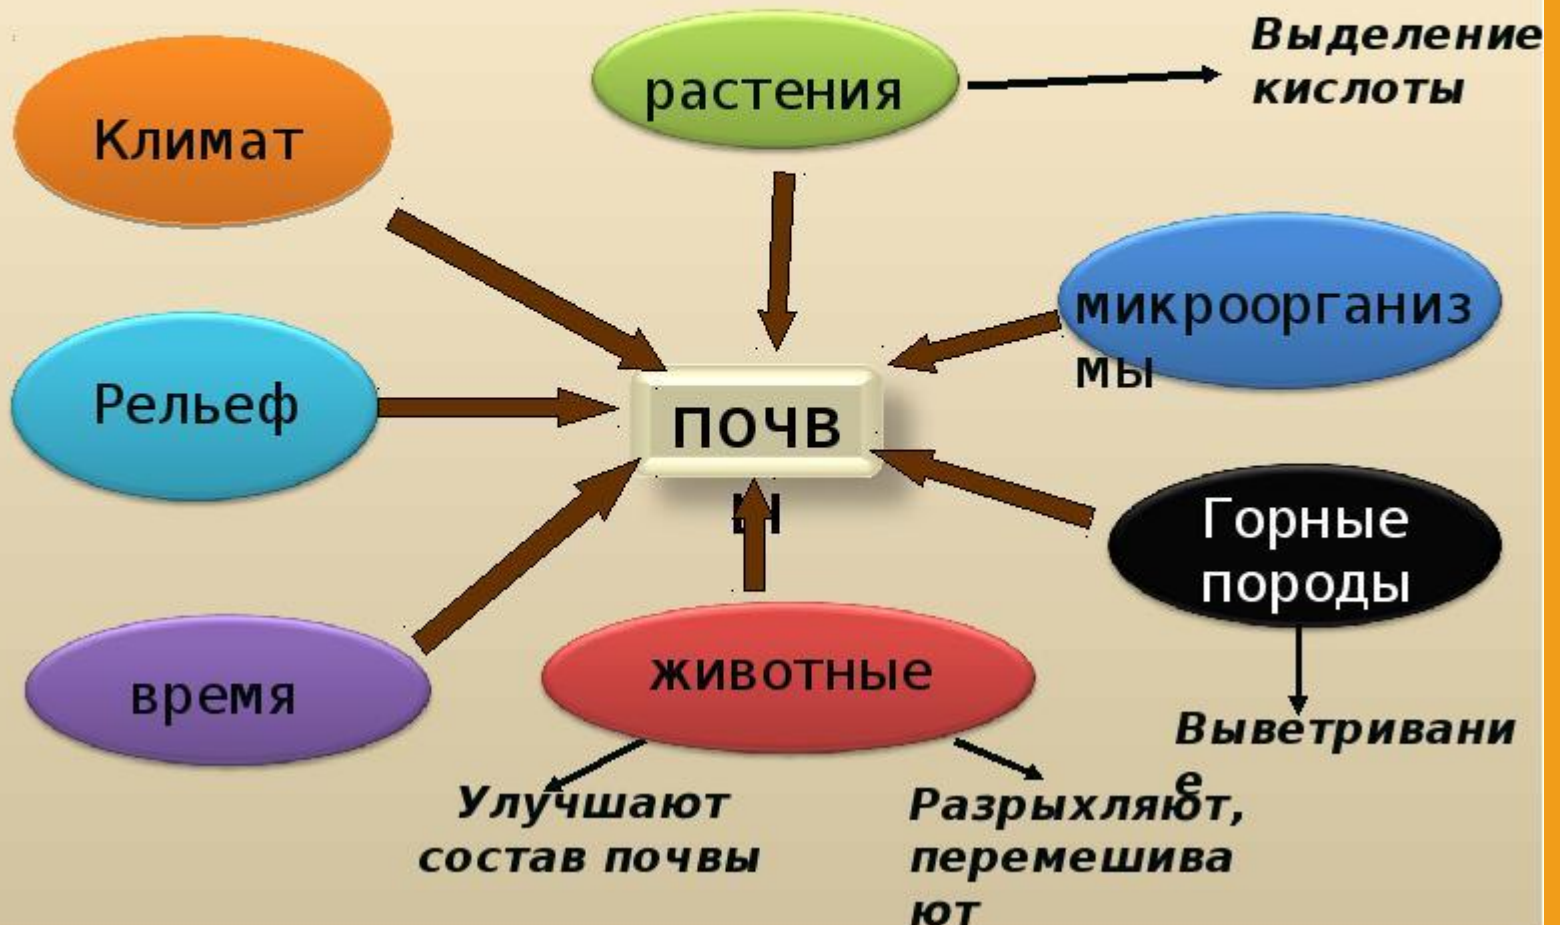 Климат
растения
Выделение
кислоты
микроорганиз
мы
Рельеф
почв
ы
Горные
породы
время
животные
Выветривани
е
Улучшают
состав почвы
Разрыхляют,
перемешива
ют